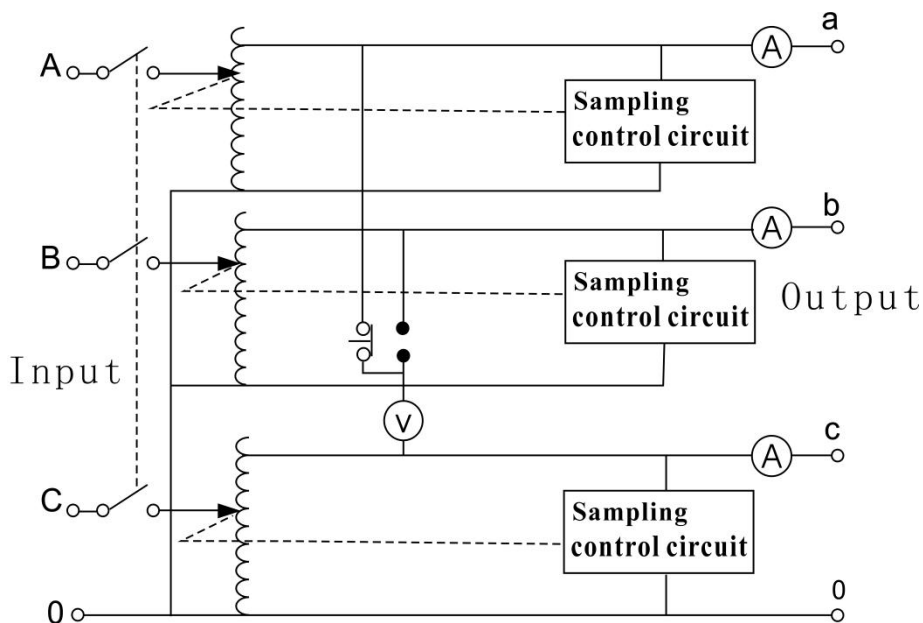 A
A
a
Sampling
control circuit
B
A
b
Sampling
control circuit
Output
Input
V
A
c
C
Sampling
control circuit
0
0